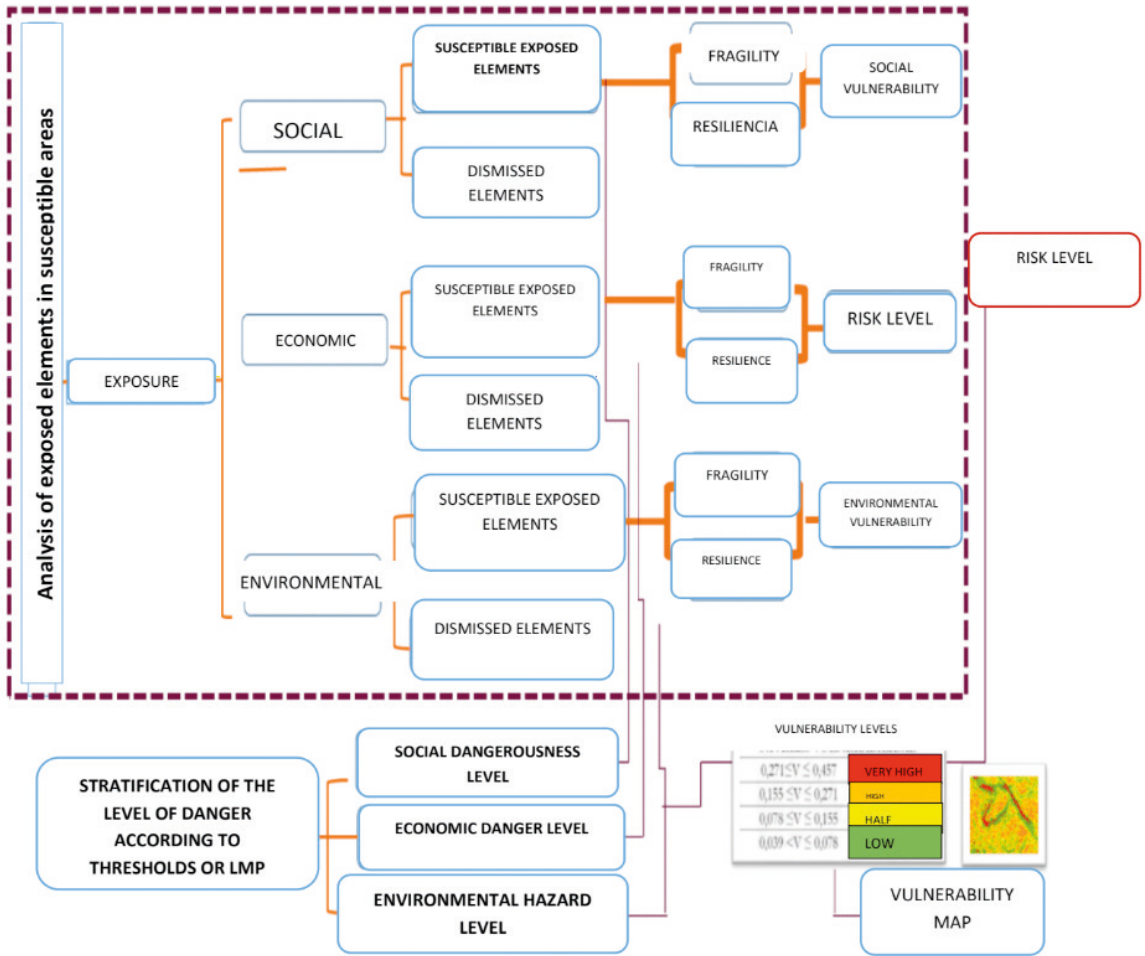 Analysis of exposed elements in susceptible areas
EXPOSURE
SOCIAL
SUSCEPTIBLE EXPOSED
ELEMENTS
DISMISSED
ELEMENTS
FRAGILITY
RESILIENCIA
SOCIAL
VULNERABILITY
ECONOMIC
SUSCEPTIBLE EXPOSED
ELEMENTS
DISMISSED
ELEMENTS
FRAGILITY
RESILIENCE
RISK LEVEL
ENVIRONMENTAL
SUSCEPTIBLE EXPOSED
ELEMENTS
DISMISSED ELEMENTS
FRAGILITY
RESILIENCE
ENVIRONMENTAL
VULNERABILITY
RISK LEVEL
STRATIFICATION OF THE
LEVEL OF DANGER
ACCORDING TO
THRESHOLDS OR LMP
SOCIAL DANGEROUSNESS
LEVEL
ECONOMIC DANGER LEVEL
ENVIRONMENTAL HAZARD
LEVEL
VULNERABILITY LEVELS
0,271≤V ≤ 0,457 VERY HIGH
0,155 ≤V ≤ 0,271 HIGH
0,078 ≤V ≤ 0,155 HALF
0,039 <V ≤ 0,078 LOW
VULNERABILITY
MAP